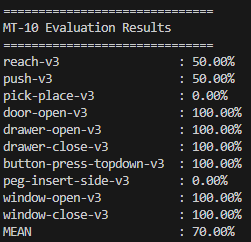 ==============================
MT-10 Evaluation Results
==============================
reach-v3 : 50.00%
push-v3 : 50.00%
pick-place-v3 : 0.00%
door-open-v3 : 100.00%
drawer-open-v3 : 100.00%
drawer-close-v3 : 100.00%
button-press-topdown-v3 : 100.00%
peg-insert-side-v3 : 0.00%
window-open-v3 : 100.00%
window-close-v3 : 100.00%
MEAN : 70.00%